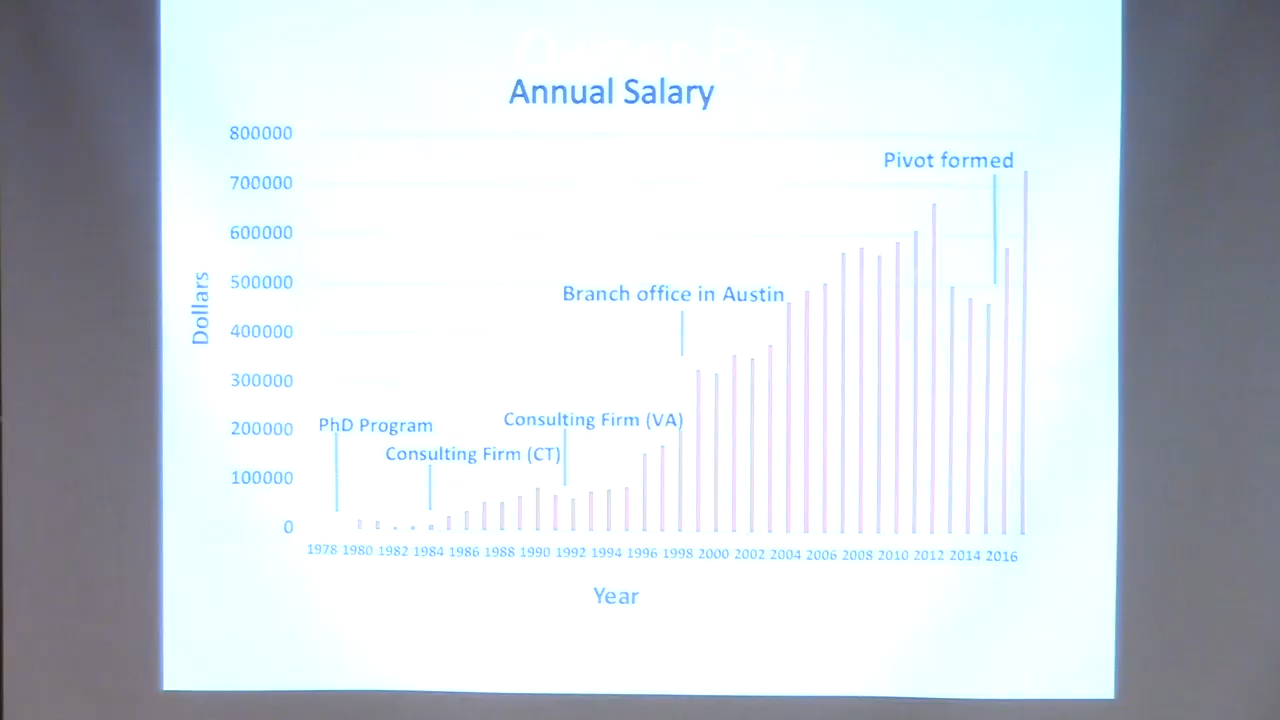 Owner Pay
Annual Salary
800000
700000
600000
500000
400000
300000
200000
100000
0
Dollars
Pivot formed
Branch office in Austin
Consulting Firm (VA)
PhD Program
Consulting Firm (CT)
1978 1980 1982 1984 1986 1988 1990 1992 1994 1996 1998 2000 2002 2004 2006 2008 2010 2012 2014 2016
Year